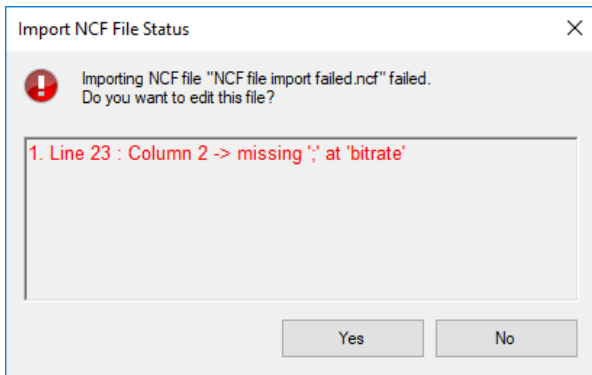 Import NCF File Status
Importing NCF file "NCF file import failed.ncf" failed.
Do you want to edit this file?
1. Line 23 : Column 2 -> missing ';' at 'bitrate'
Yes
No